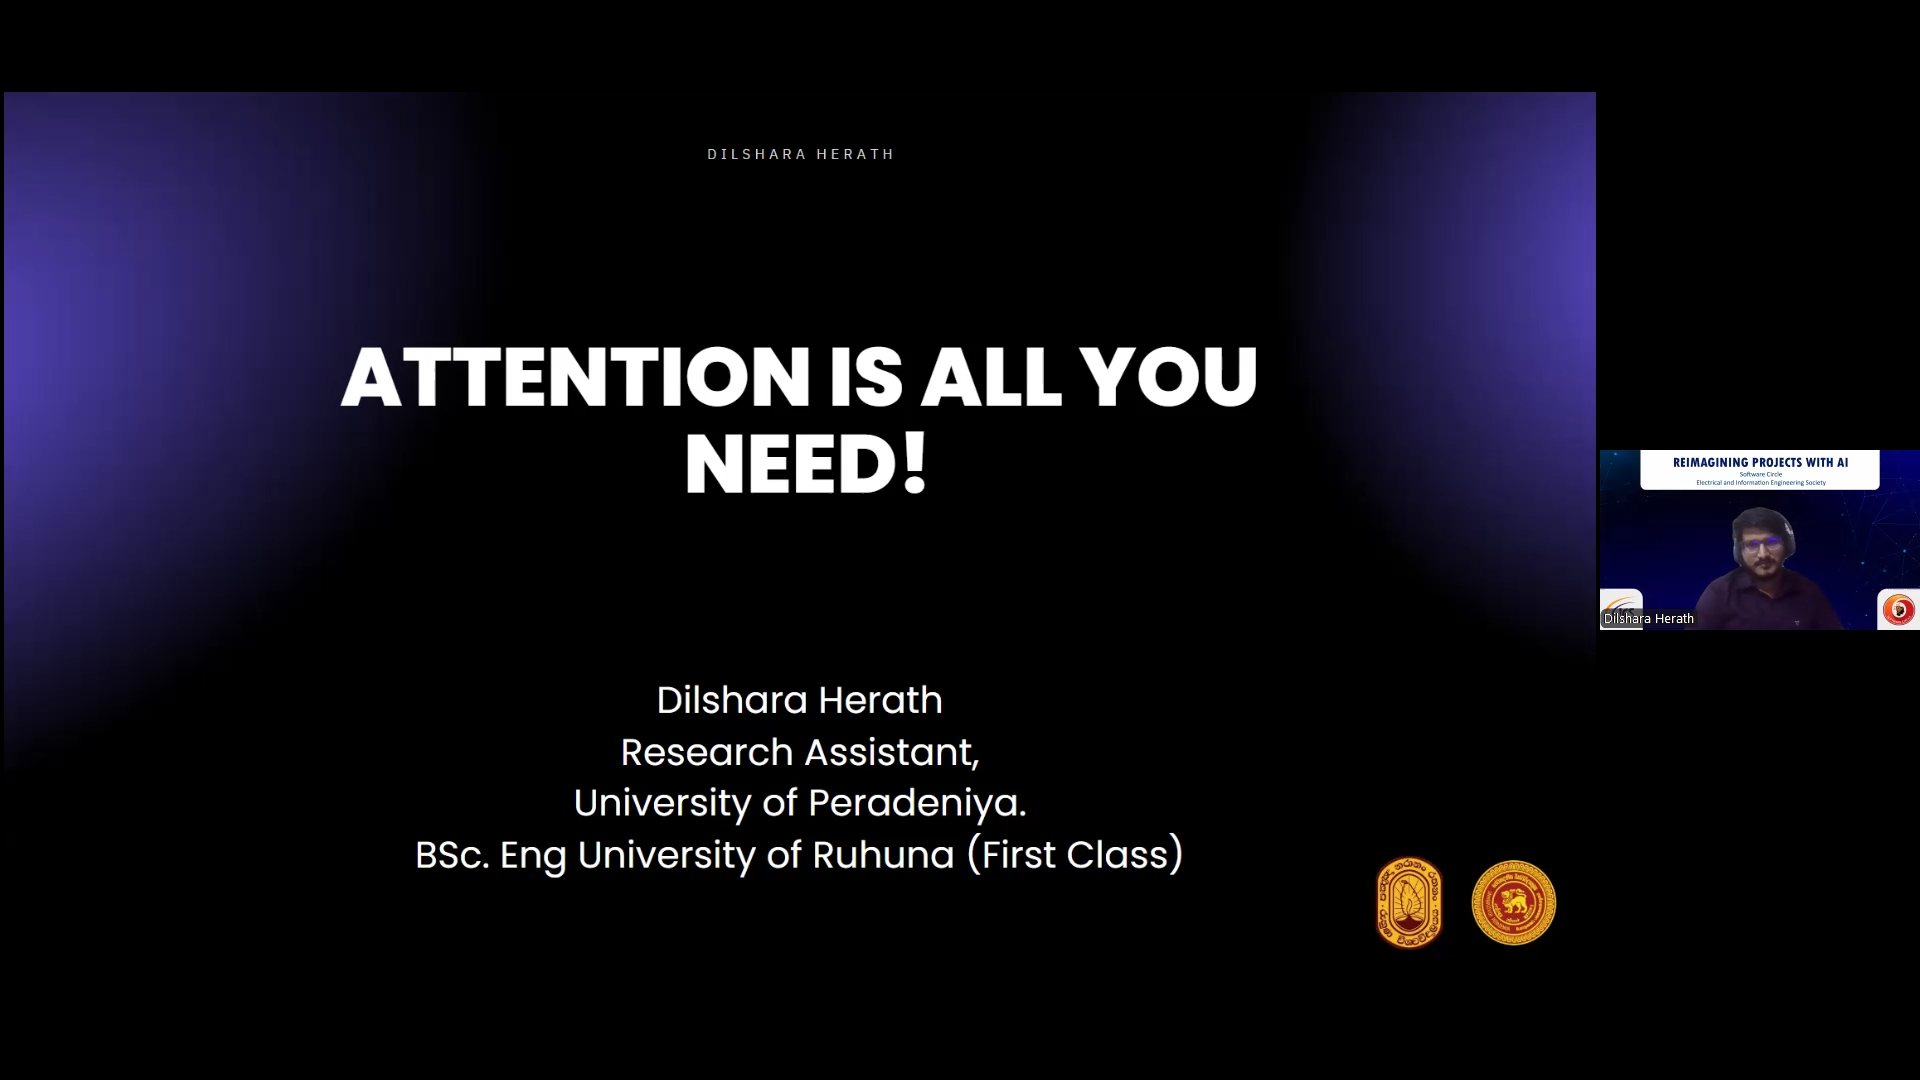 DILSHARA HERATH
ATTENTION IS ALL YOU
NEED!
Dilshara Herath
Research Assistant,
University of Peradeniya.
BSc. Eng University of Ruhuna (First Class)
REIMAGINING PROJECTS WITH AI
Software Circle
Electrical and Information Engineering Society
Dilshara Herath